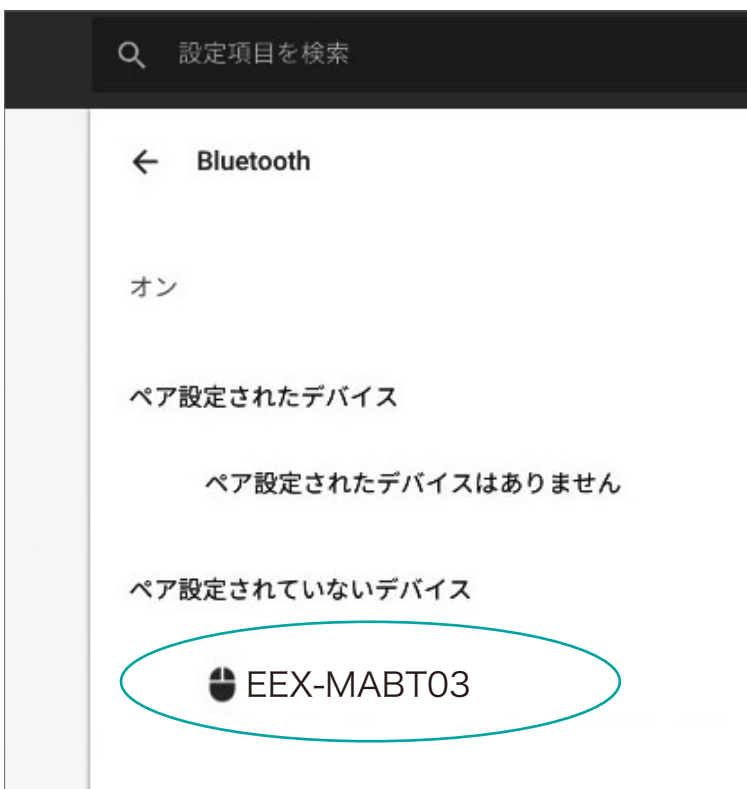 設定項目を検索
Bluetooth
オン
ペア設定されたデバイス
ペア設定されたデバイスはありません
ペア設定されていないデバイス
EEX-MABT03